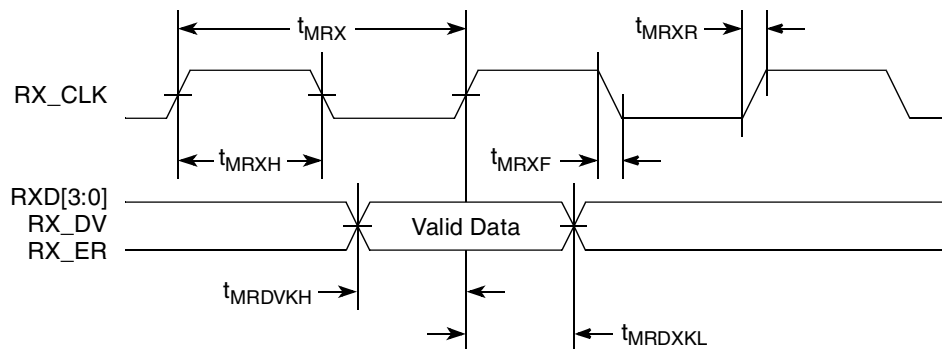 tMRX
tMRXR
RX_CLK
tMRXH
tMRXF
RXD[3:0]
RX_DV
Valid Data
RX_ER
tMRDVKH
tMRDXKL